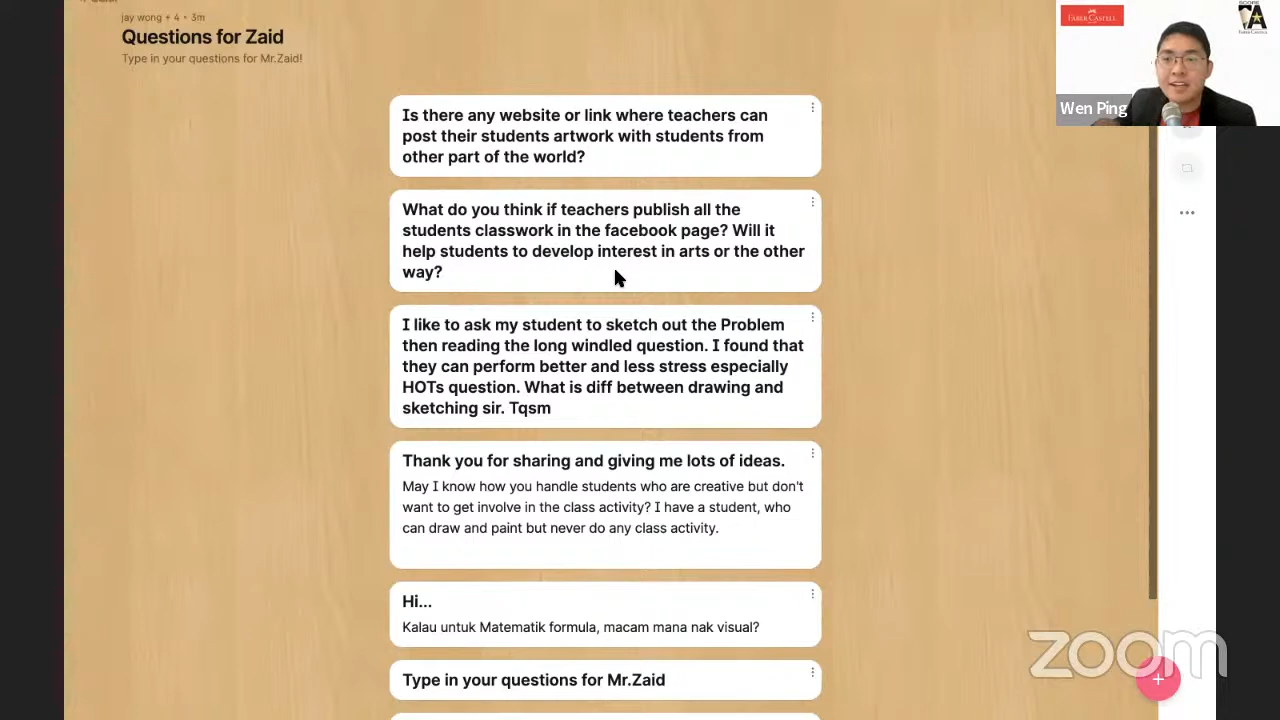 jay wong + 4 • 3m
Questions for Zaid
Type in your questions for Mr.Zaid!
FABER-CASTELL
SCORE
A
Faber Castell
Wen Ping
Is there any website or link where teachers can
post their students artwork with students from
other part of the world?
What do you think if teachers publish all the
students classwork in the facebook page? Will it
help students to develop interest in arts or the other
way?
I like to ask my student to sketch out the Problem
then reading the long windled question. I found that
they can perform better and less stress especially
HOTs question. What is diff between drawing and
sketching sir. Tqsm
Thank you for sharing and giving me lots of ideas.
May I know how you handle students who are creative but don't
want to get involve in the class activity? I have a student, who
can draw and paint but never do any class activity.
Hi...
Kalau untuk Matematik formula, macam mana nak visual?
Type in your questions for Mr.Zaid
zoom